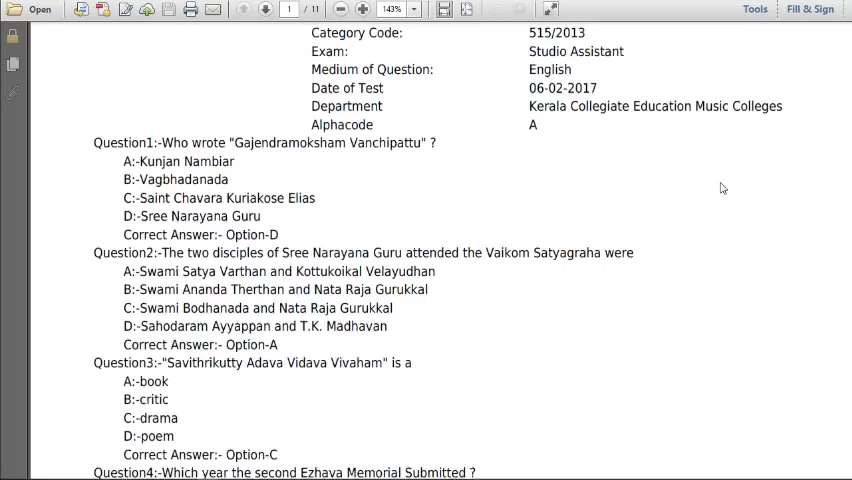 Open 1 / 11 143% Tools Fill & Sign
Category Code: 515/2013
Exam: Studio Assistant
Medium of Question: English
Date of Test 06-02-2017
Department Kerala Collegiate Education Music Colleges
Alphacode A
Question1:-Who wrote "Gajendramoksham Vanchipattu" ?
A:-Kunjan Nambiar
B:-Vagbhadanada
C:-Saint Chavara Kuriakose Elias
D:-Sree Narayana Guru
Correct Answer:- Option-D
Question2:-The two disciples of Sree Narayana Guru attended the Vaikom Satyagraha were
A:-Swami Satya Varthan and Kottukoikal Velayudhan
B:-Swami Ananda Therthan and Nata Raja Gurukkal
C:-Swami Bodhanada and Nata Raja Gurukkal
D:-Sahodaram Ayyappan and T.K. Madhavan
Correct Answer:- Option-A
Question3:-"Savithrikutty Adava Vidava Vivaham" is a
A:-book
B:-critic
C:-drama
D:-poem
Correct Answer:- Option-C
Question4:-Which year the second Ezhava Memorial Submitted ?